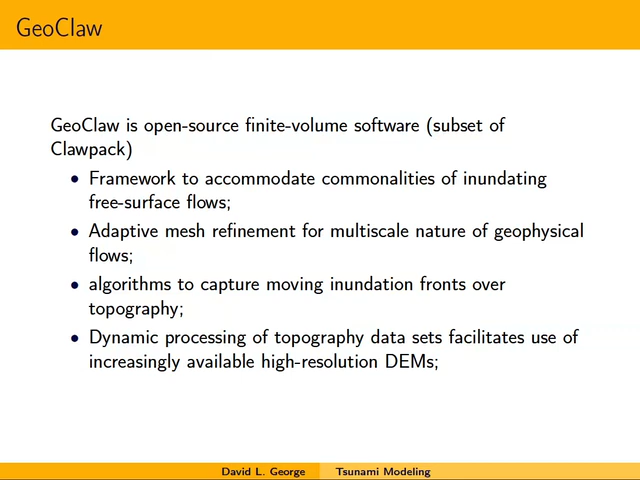 GeoClaw
GeoClaw is open-source finite-volume software (subset of
Clawpack)
• Framework to accommodate commonalities of inundating
free-surface flows;
• Adaptive mesh refinement for multiscale nature of geophysical
flows;
• algorithms to capture moving inundation fronts over
topography;
• Dynamic processing of topography data sets facilitates use of
increasingly available high-resolution DEMs;
David L. George Tsunami Modeling